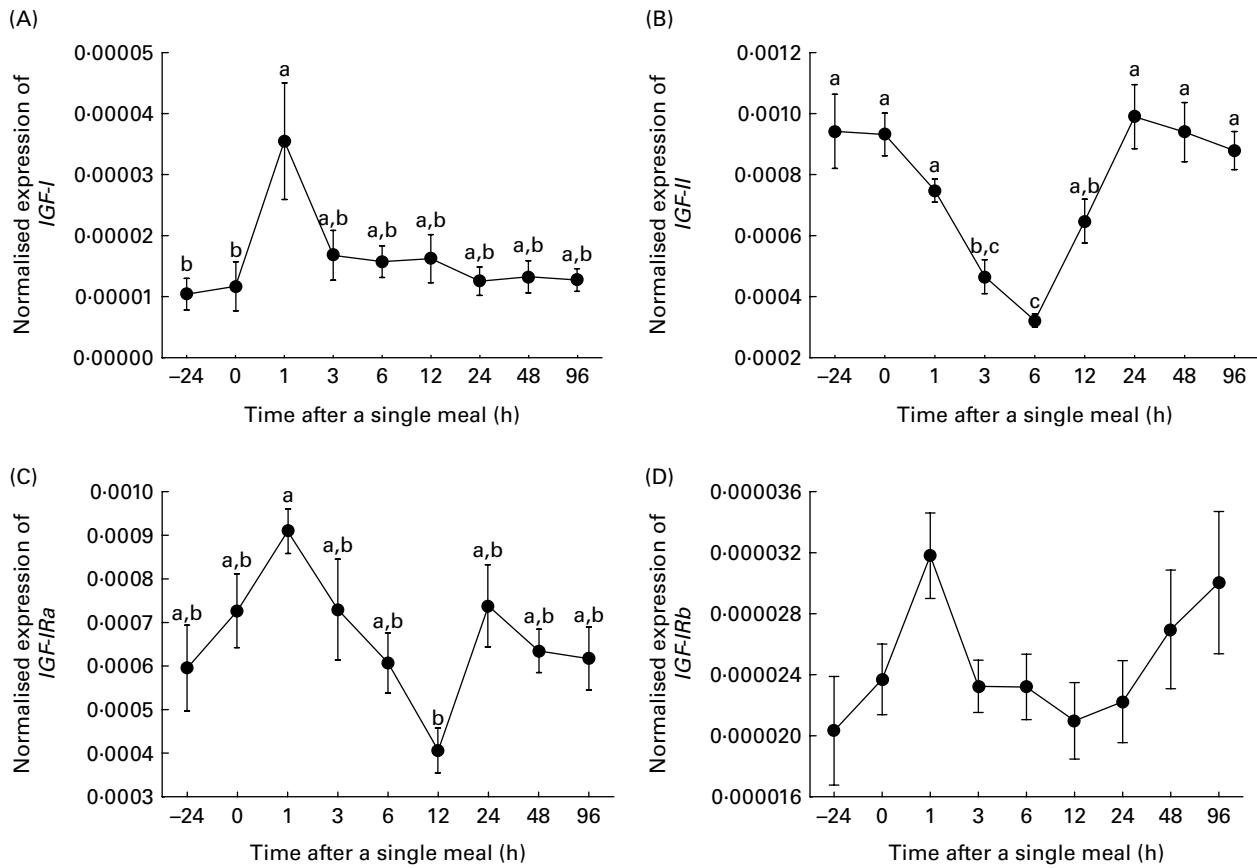 (A)
Normalised expression of
IGF-I
0·00005
0·00004
0·00003
0·00002
0·00001
0·00000
b
b
a
a,b
a,b
a,b
a,b
a,b
a,b
–24 0 1 3 6 12 24 48 96
Time after a single meal (h)
(B)
Normalised expression of
IGF-II
0·0012
0·0010
0·0008
0·0006
0·0004
0·0002
a
a
a
b,c
c
a,b
a
a
a
–24 0 1 3 6 12 24 48 96
Time after a single meal (h)
(C)
Normalised expression of
IGF-IRa
0·0010
0·0009
0·0008
0·0007
0·0006
0·0005
0·0004
0·0003
a,b
a,b
a
a,b
a,b
b
a,b
a,b
a,b
–24 0 1 3 6 12 24 48 96
Time after a single meal (h)
(D)
Normalised expression of
IGF-IRb
0·000036
0·000032
0·000028
0·000024
0·000020
0·000016
–24 0 1 3 6 12 24 48 96
Time after a single meal (h)